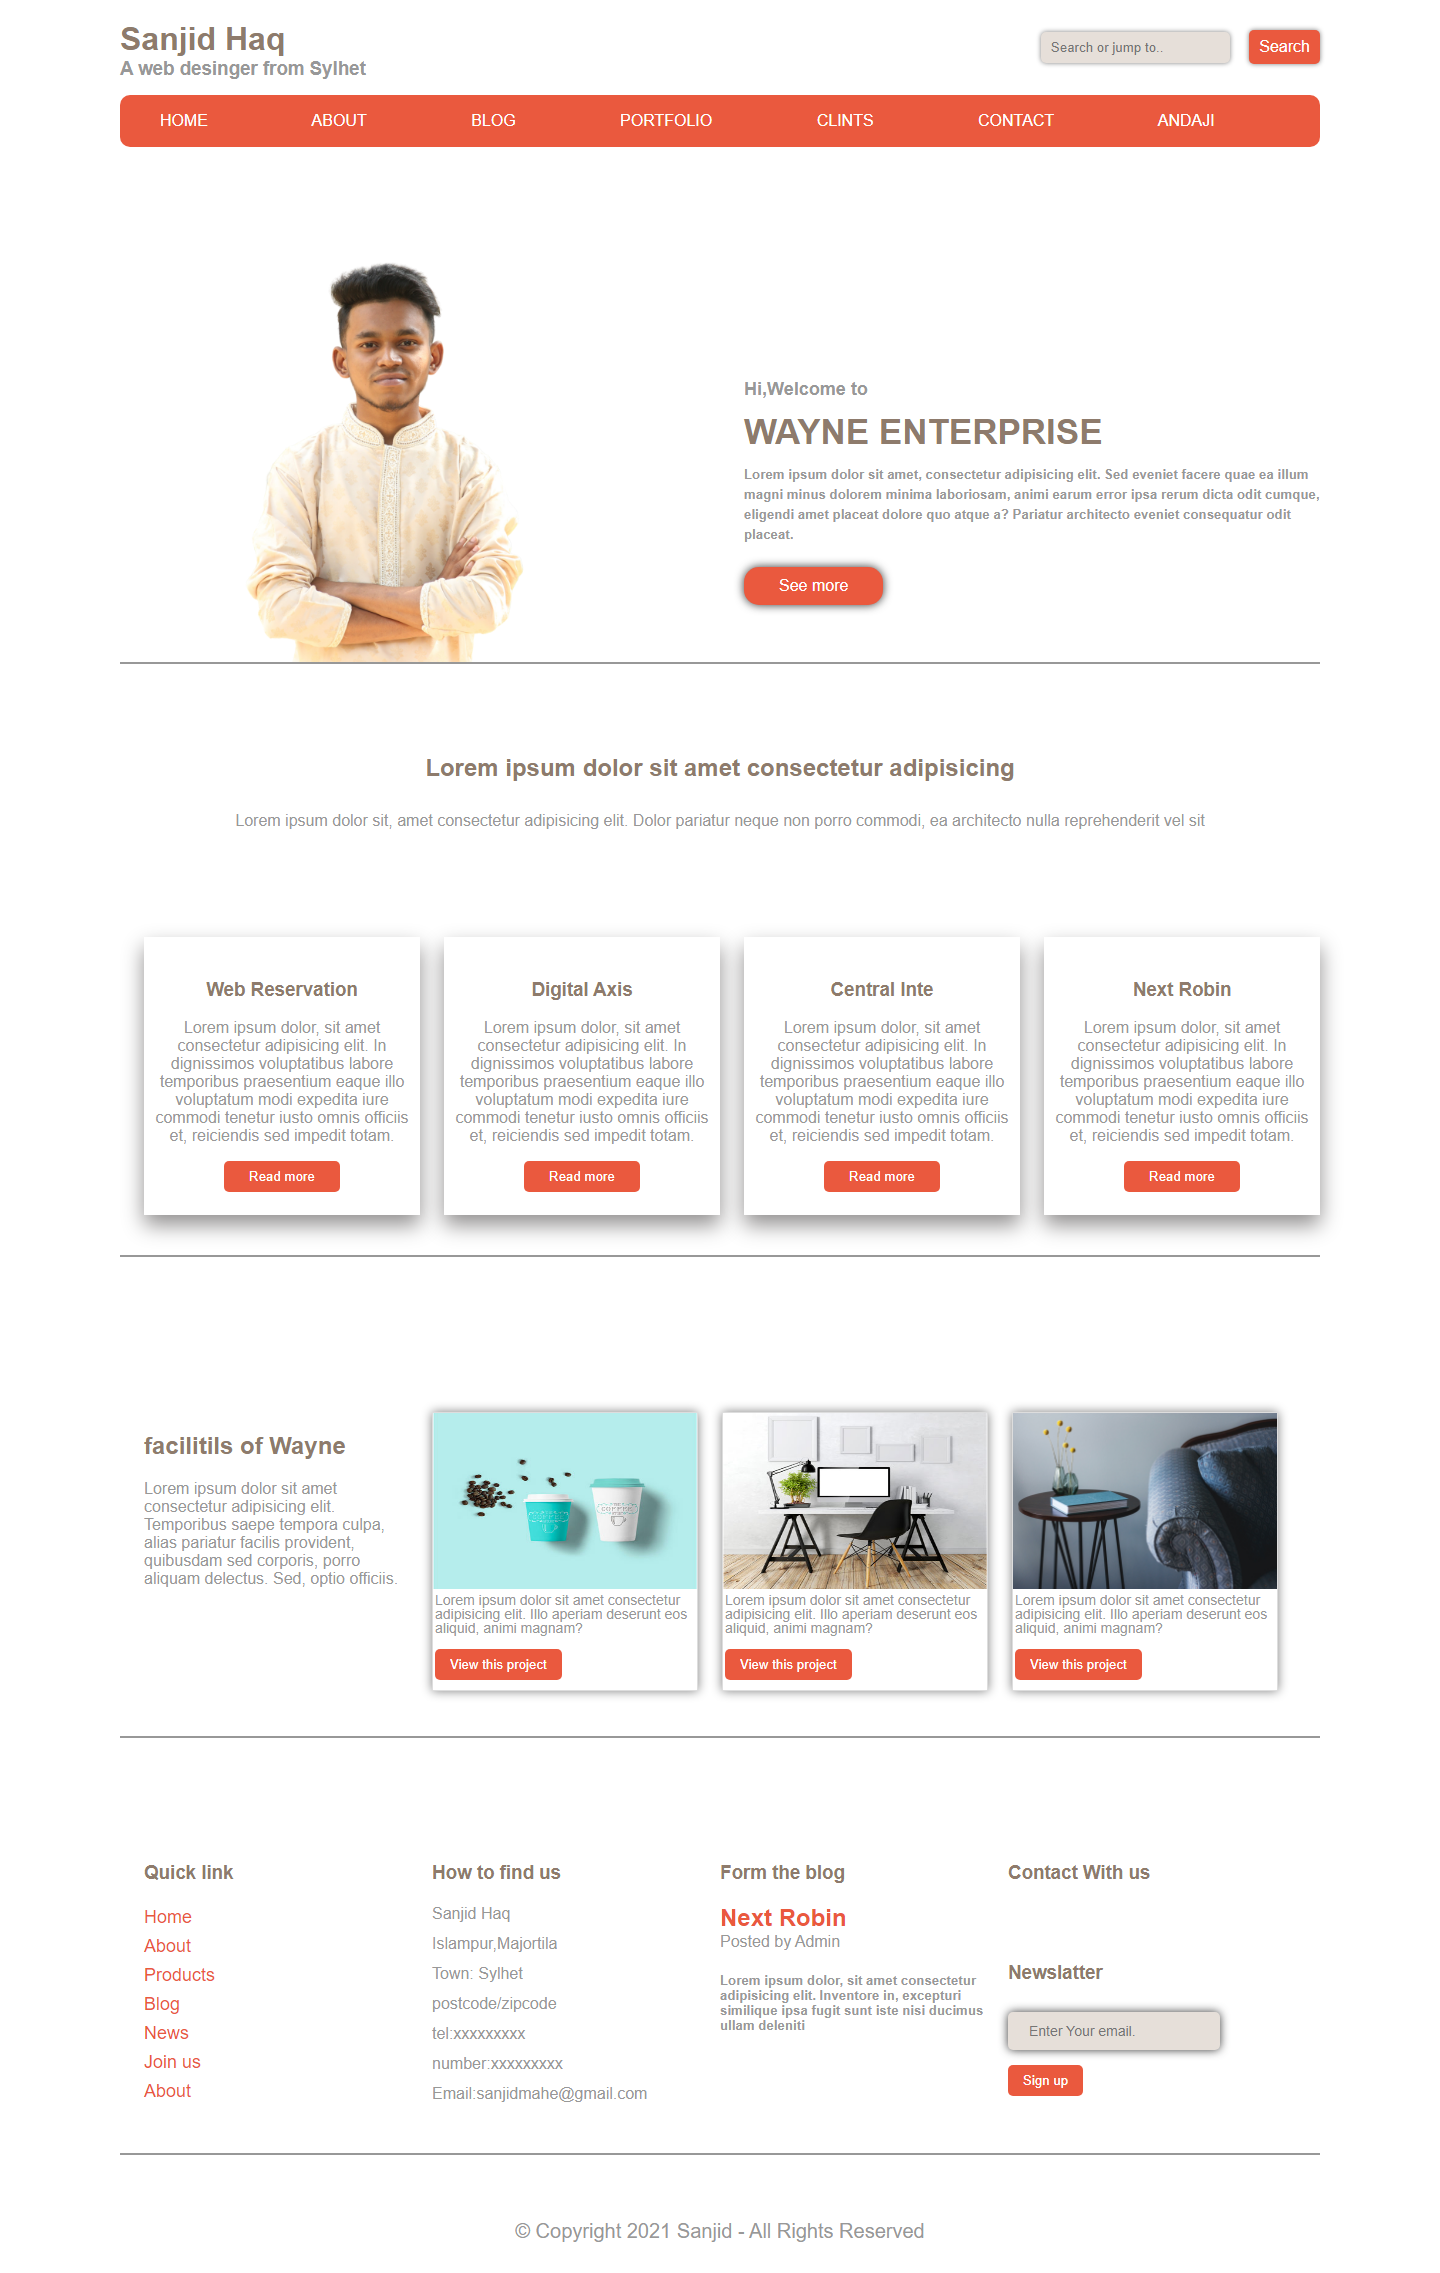 Sanjid Haq
A web desinger from Sylhet
Search or jump to..
Search
HOME
ABOUT
BLOG
PORTFOLIO
CLINTS
CONTACT
ANDAJI
Hi,Welcome to
WAYNE ENTERPRISE
Lorem ipsum dolor sit amet, consectetur adipisicing elit. Sed eveniet facere quae ea illum
magni minus dolorem minima laboriosam, animi earum error ipsa rerum dicta odit cumque,
eligendi amet placeat dolore quo atque a? Pariatur architecto eveniet consequatur odit
placeat.
See more
Lorem ipsum dolor sit amet consectetur adipisicing
Lorem ipsum dolor sit, amet consectetur adipisicing elit. Dolor pariatur neque non porro commodi, ea architecto nulla reprehenderit vel sit
Web Reservation
Lorem ipsum dolor, sit amet
consectetur adipisicing elit. In
dignissimos voluptatibus labore
temporibus praesentium eaque illo
voluptatum modi expedita iure
commodi tenetur iusto omnis officiis
et, reiciendis sed impedit totam.
Read more
Digital Axis
Lorem ipsum dolor, sit amet
consectetur adipisicing elit. In
dignissimos voluptatibus labore
temporibus praesentium eaque illo
voluptatum modi expedita iure
commodi tenetur iusto omnis officiis
et, reiciendis sed impedit totam.
Read more
Central Inte
Lorem ipsum dolor, sit amet
consectetur adipisicing elit. In
dignissimos voluptatibus labore
temporibus praesentium eaque illo
voluptatum modi expedita iure
commodi tenetur iusto omnis officiis
et, reiciendis sed impedit totam.
Read more
Next Robin
Lorem ipsum dolor, sit amet
consectetur adipisicing elit. In
dignissimos voluptatibus labore
temporibus praesentium eaque illo
voluptatum modi expedita iure
commodi tenetur iusto omnis officiis
et, reiciendis sed impedit totam.
Read more
facilitils of Wayne
Lorem ipsum dolor sit amet
consectetur adipisicing elit.
Temporibus saepe tempora culpa,
alias pariatur facilis provident,
quibusdam sed corporis, porro
aliquam delectus. Sed, optio officiis.
COFFEE
Lorem ipsum dolor sit amet consectetur
adipisicing elit. Illo aperiam deserunt eos
aliquid, animi magnam?
View this project
Lorem ipsum dolor sit amet consectetur
adipisicing elit. Illo aperiam deserunt eos
aliquid, animi magnam?
View this project
Lorem ipsum dolor sit amet consectetur
adipisicing elit. Illo aperiam deserunt eos
aliquid, animi magnam?
View this project
Quick link
Home
About
Products
Blog
News
Join us
About
How to find us
Sanjid Haq
Islampur,Majortila
Town: Sylhet
postcode/zipcode
tel:xxxxxxxxx
number:xxxxxxxxx
Email:sanjidmahe@gmail.com
Form the blog
Next Robin
Posted by Admin
Lorem ipsum dolor, sit amet consectetur
adipisicing elit. Inventore in, excepturi
similique ipsa fugit sunt iste nisi ducimus
ullam deleniti
Contact With us
Newslatter
Enter Your email.
Sign up
© Copyright 2021 Sanjid - All Rights Reserved